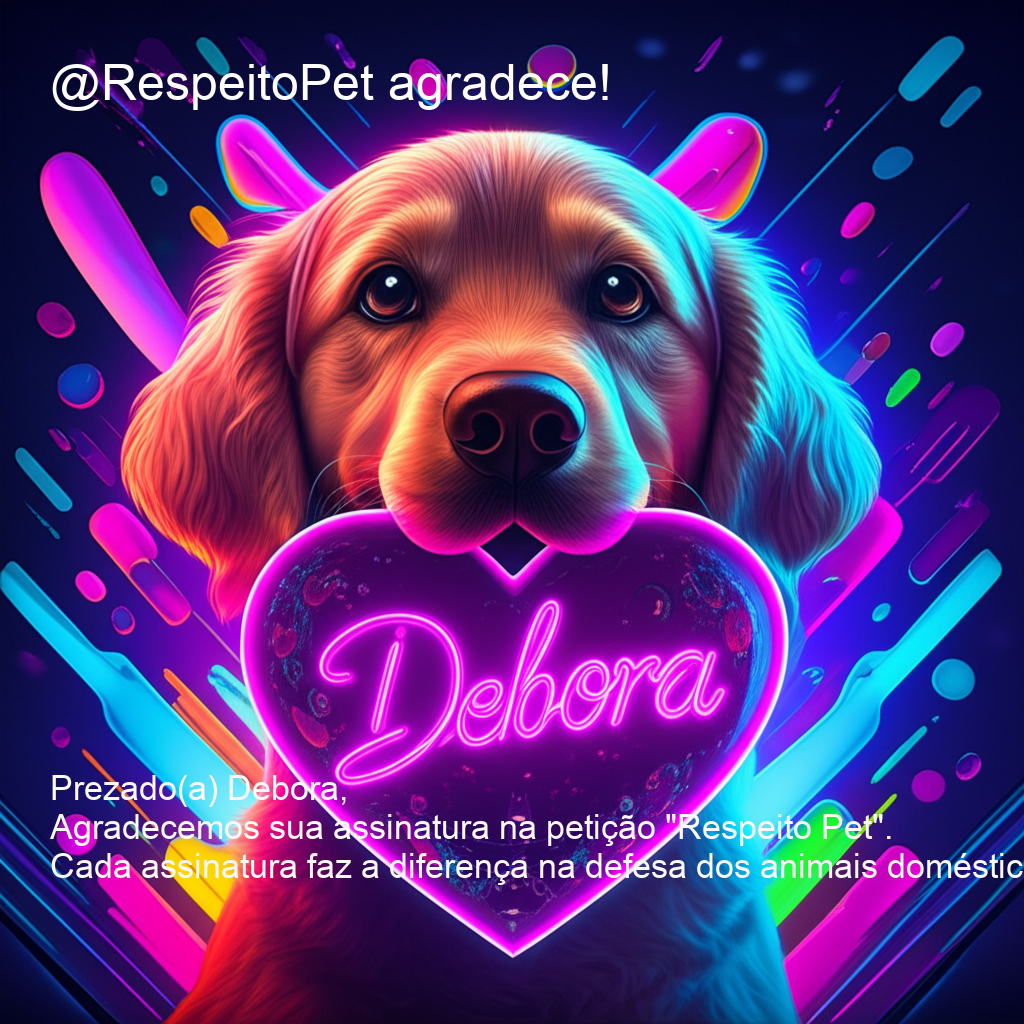 @RespeitoPet agradece!
Debora
Prezado(a) Debora,
Agradecemos sua assinatura na petição "Respeito Pet".
Cada assinatura faz a diferença na defesa dos animais doméstic